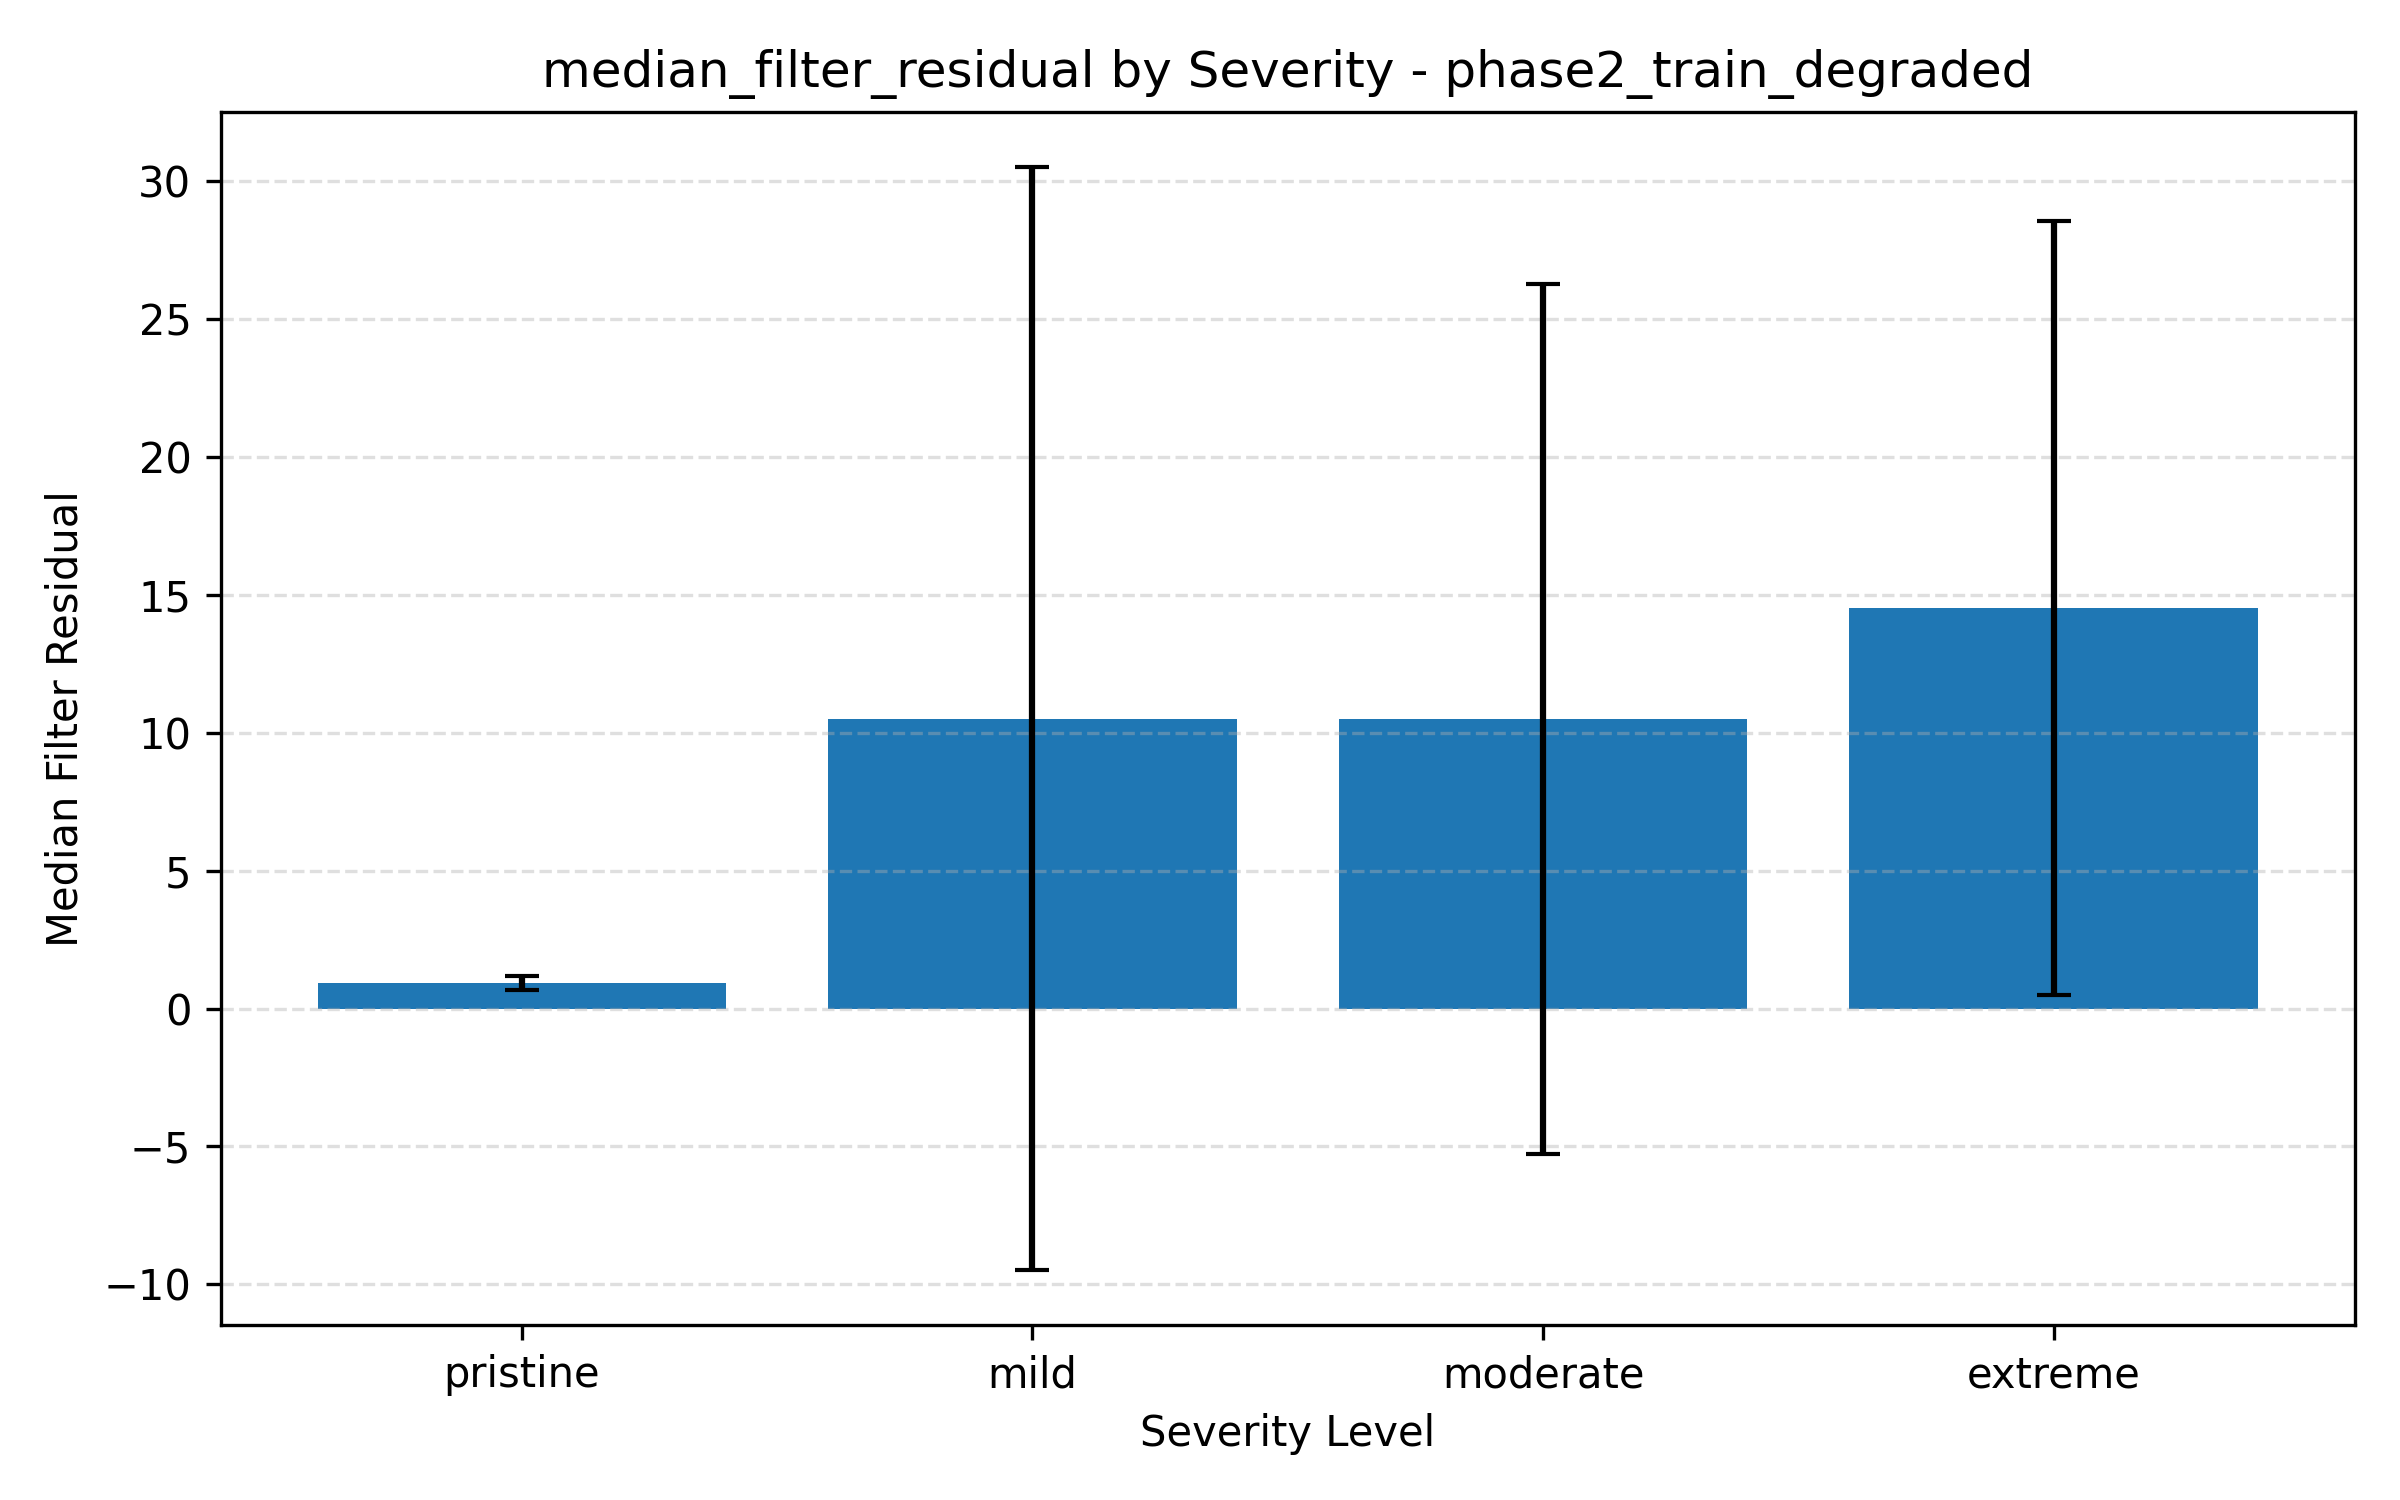 median_filter_residual by Severity - phase2_train_degraded
Median Filter Residual
30
25
20
15
10
5
0
−5
−10
pristine
mild
moderate
extreme
Severity Level